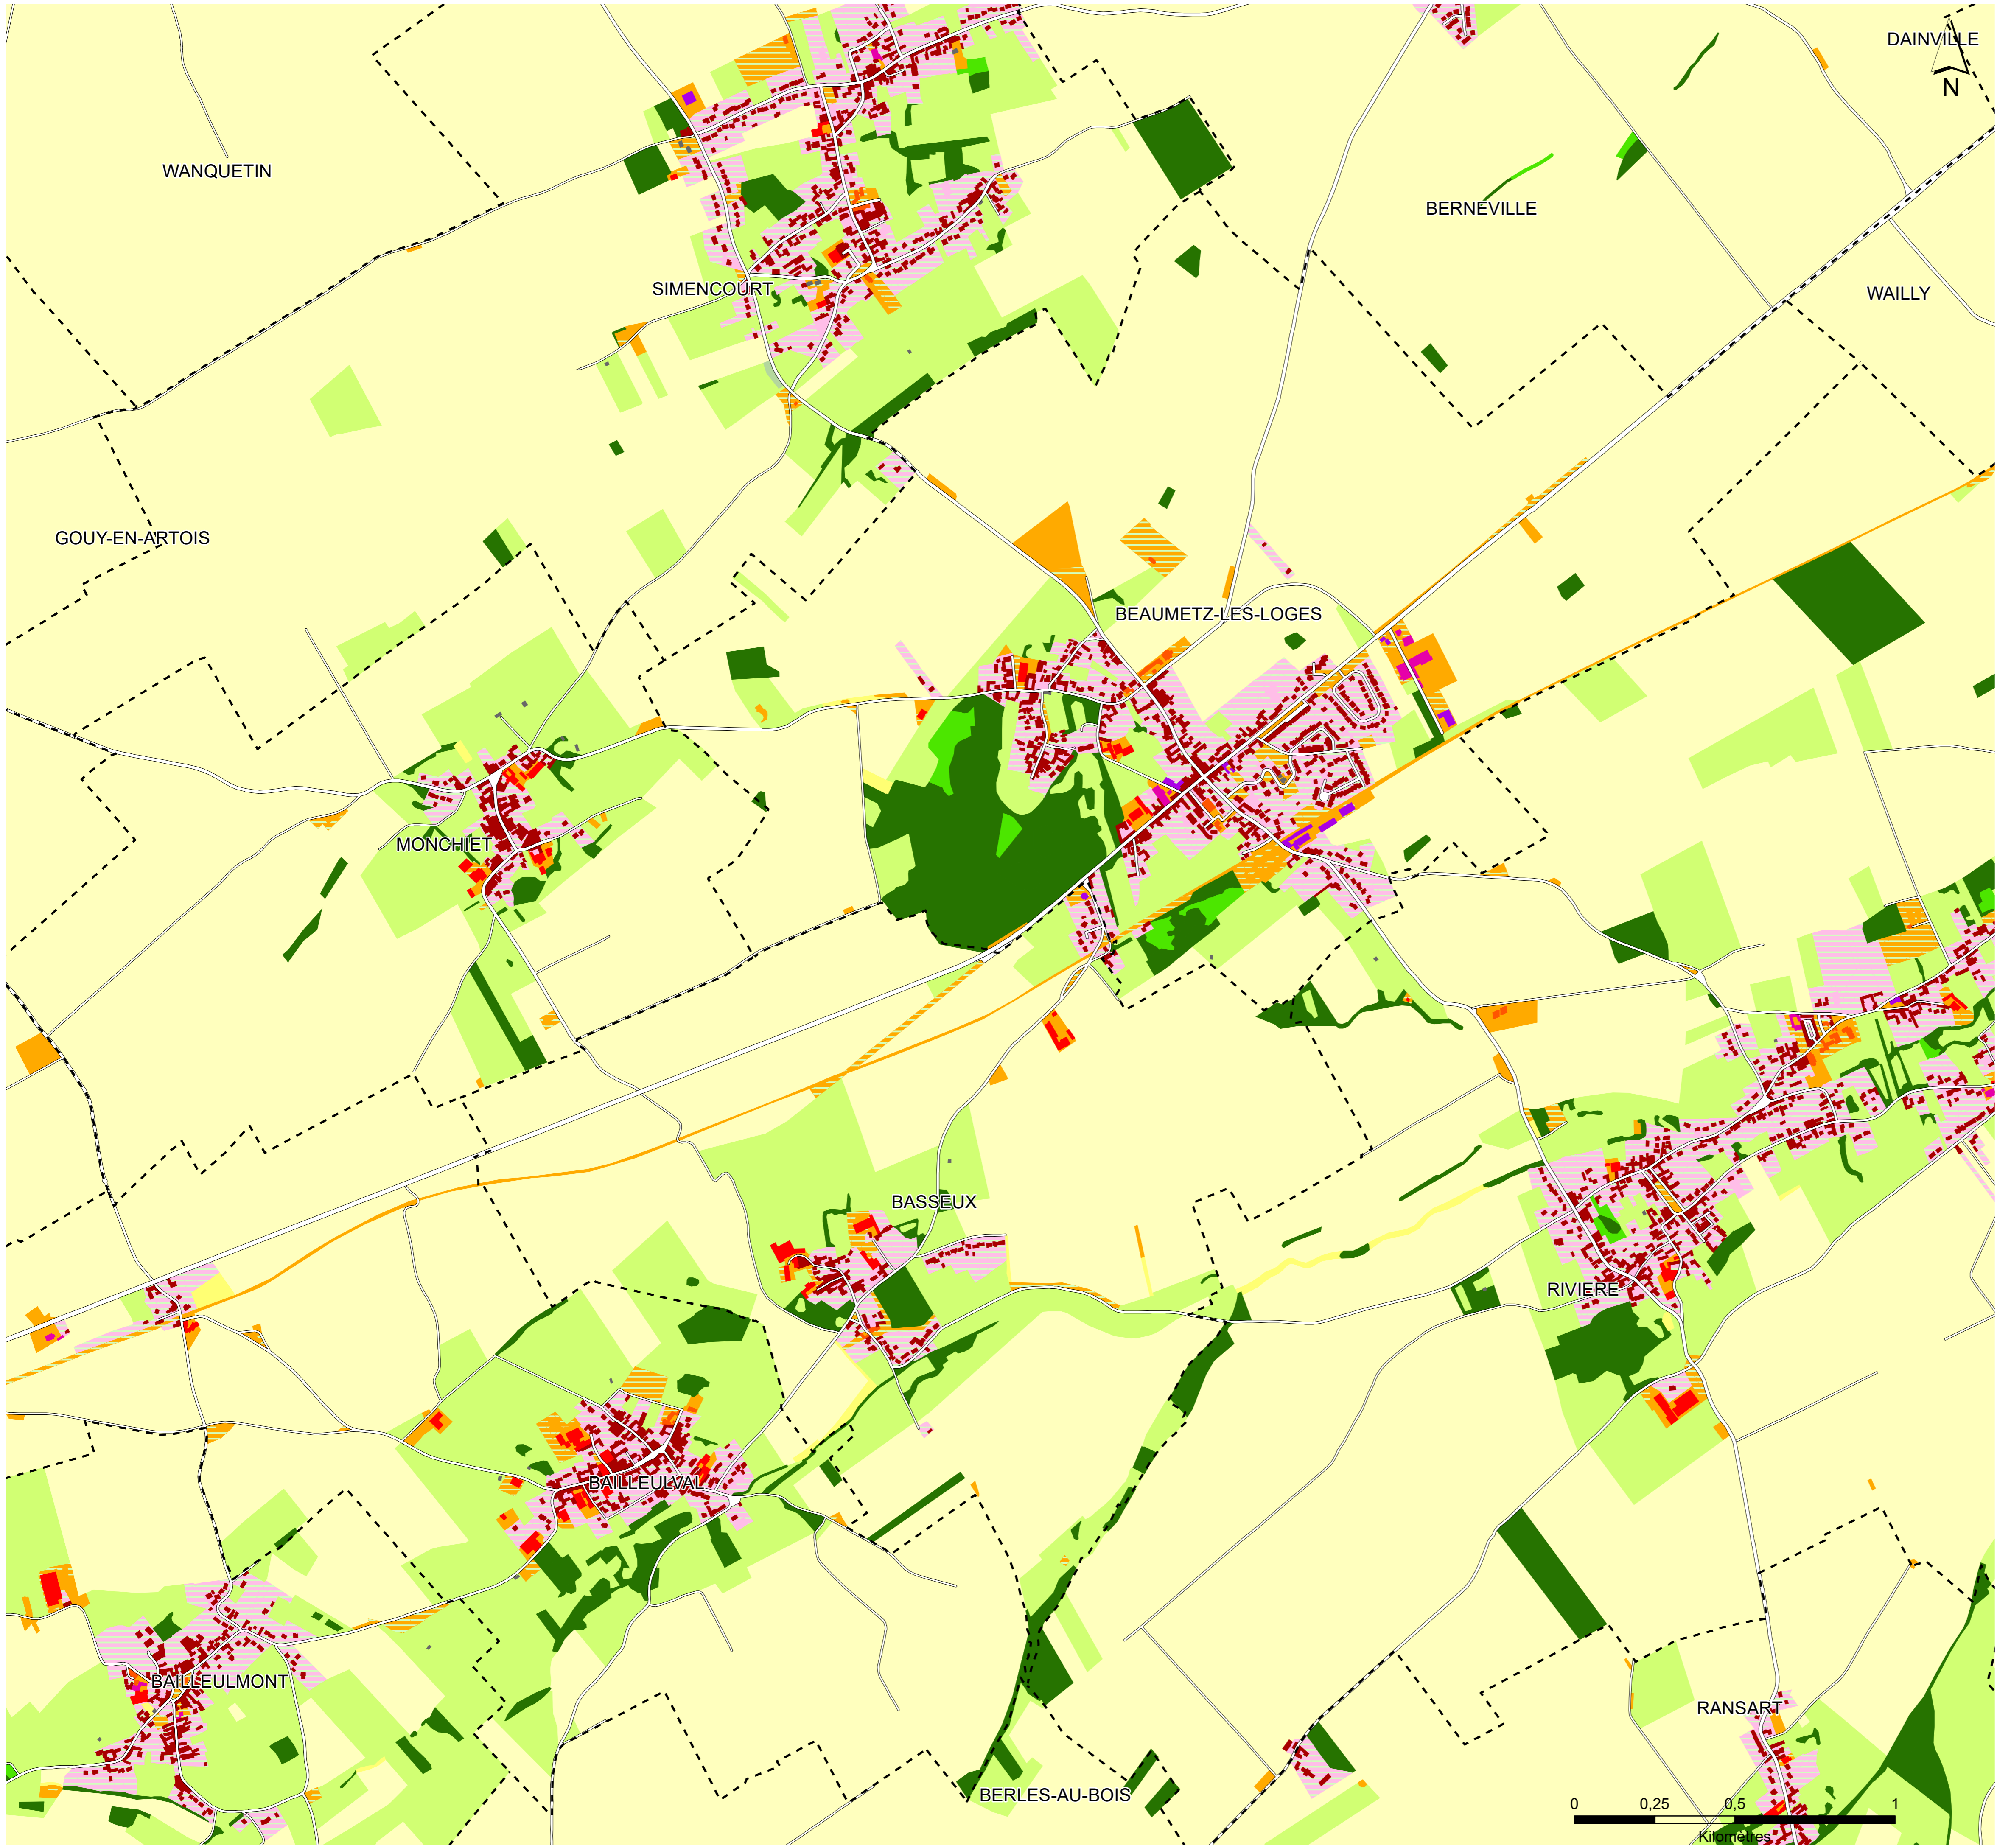 DAINVILLE
N
WANQUETIN
BERNEVILLE
SIMENCOURT
WAILLY
GOUY-EN-ARTOIS
BEAUMETZ-LES-LOGES
MONCHIET
BASSEUX
RIVIERE
BAILLEULVAL
BAILLEULMONT
RANSART
BERLES-AU-BOIS
0 0,25 0,5 1
Kilomètres